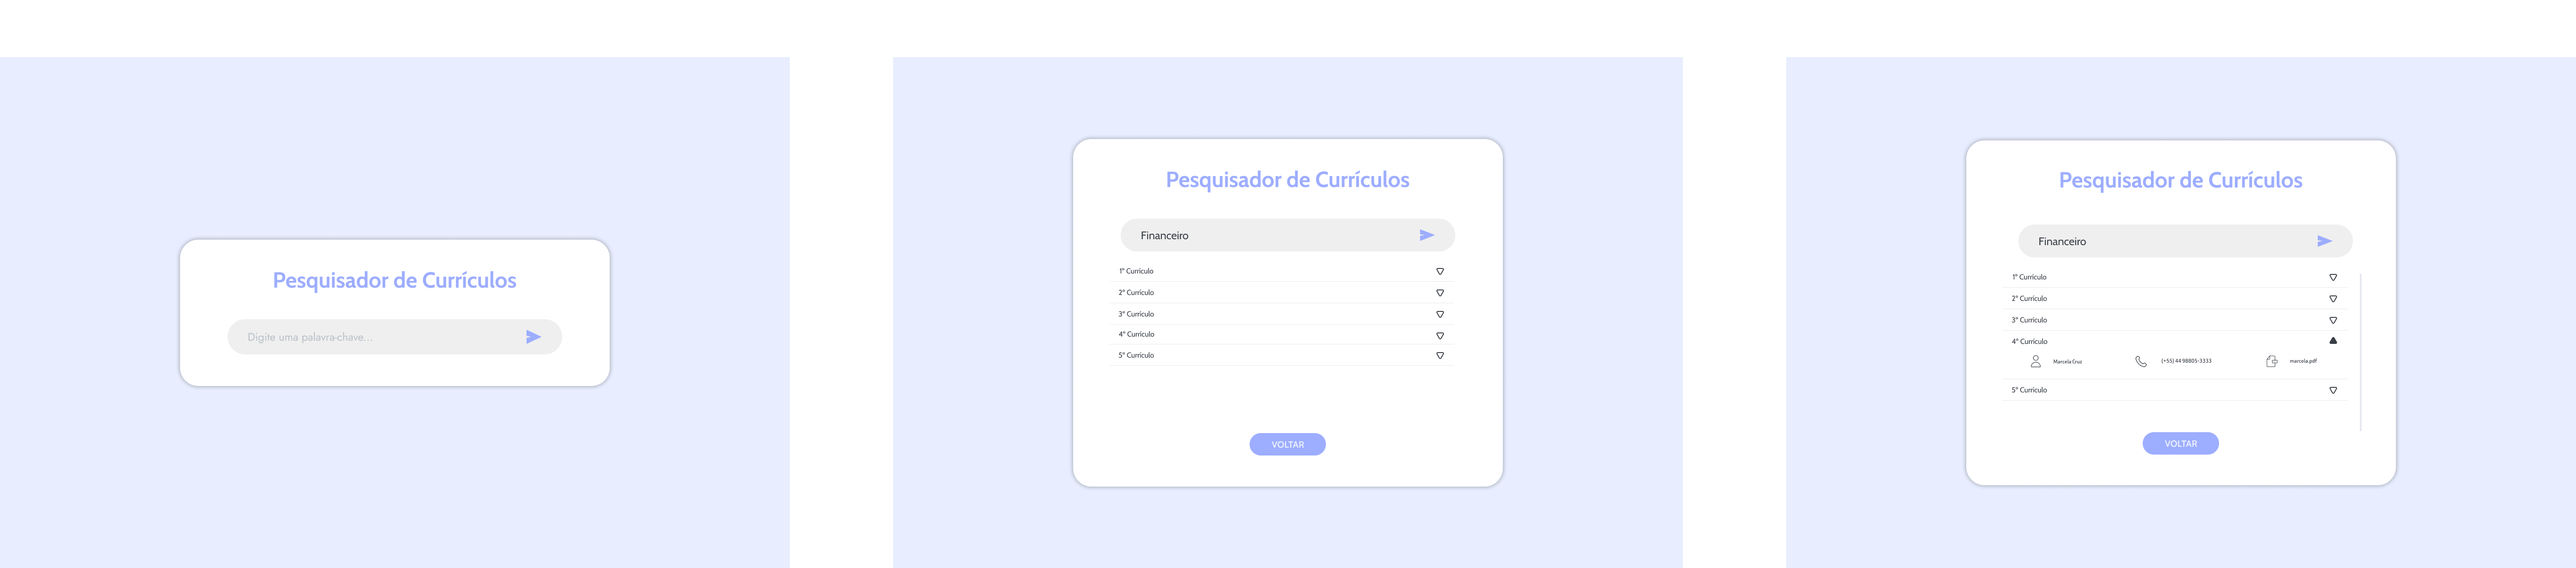 Pesquisador de Currículos
Digite uma palavra-chave...
Pesquisador de Currículos
Financeiro
1º Currículo
2º Currículo
3º Currículo
4º Currículo
5º Currículo
VOLTAR
Pesquisador de Currículos
Financeiro
1º Currículo
2º Currículo
3º Currículo
4º Currículo
Marcela Cruz (+55) 44 98805-3333 marcela.pdf
5º Currículo
VOLTAR